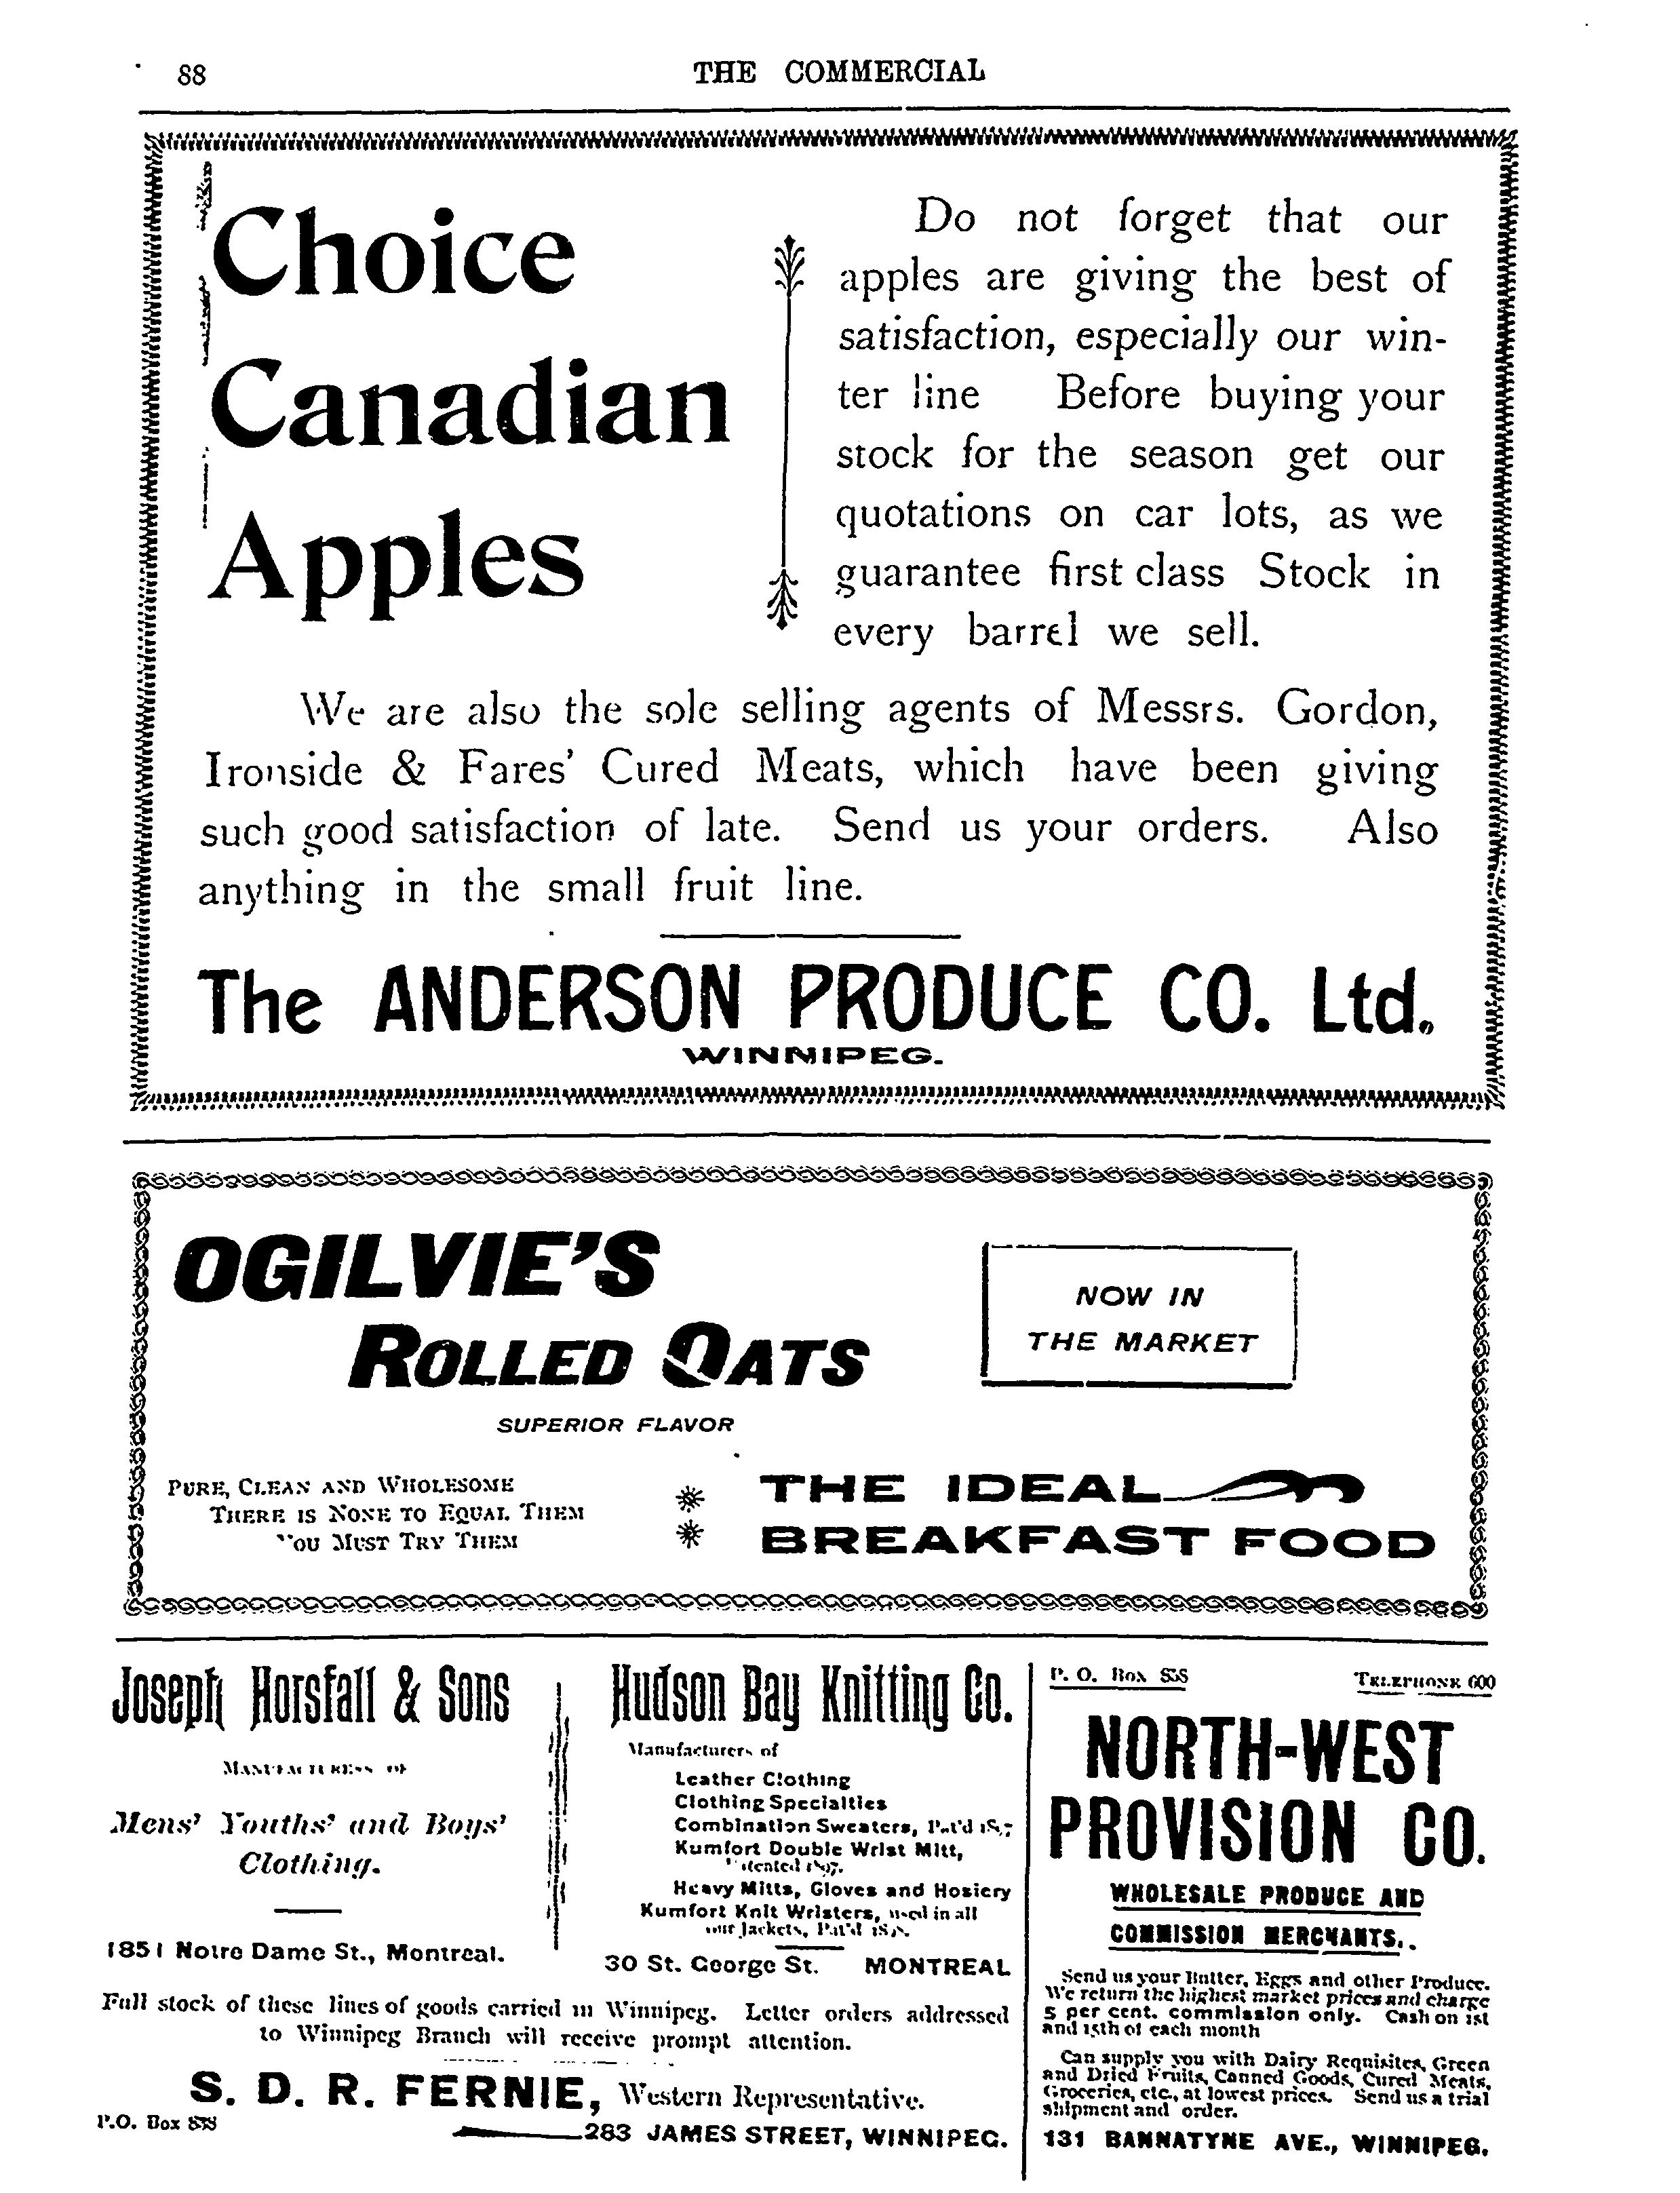 88
THE COMMERCIAL
Choice
Canadian
Apples
Do not forget that our
apples are giving the best of
satisfaction, especially our win-
ter line Before buying your
stock for the season get our
quotations on car lots, as we
guarantee first class Stock in
every barrel we sell.
We are also the sole selling agents of Messrs. Gordon,
Ironside & Fares' Cured Meats, which have been giving
such good satisfaction of late. Send us your orders. Also
anything in the small fruit line.
The ANDERSON PRODUCE CO. Ltd.
WINNIPEG.
OGILVIE'S
ROLLED OATS
SUPERIOR FLAVOR
NOW IN
THE MARKET
PURE, CLEAN AND WHOLESOME
THERE IS NONE TO EQUAL THEM
YOU MUST TRY THEM
THE IDEAL
BREAKFAST FOOD
Joseph Horsfall & Sons
MANUFACTURERS OF
Mens' Youths' and Boys'
Clothing.
1851 Notre Dame St., Montreal.
Hudson Bay Knitting Co.
Manufacturers of
Leather Clothing
Clothing Specialties
Combination Sweaters, Pat'd
Kumfort Double Wrist Mitt,
Patented 1897.
Heavy Mitts, Gloves and Hosiery
Kumfort Knit Wristers, used in all
our Jackets, Pat'd
30 St. George St. MONTREAL
Full stock of these lines of goods carried in Winnipeg. Letter orders addressed
to Winnipeg Branch will receive prompt attention.
S. D. R. FERNIE, Western Representative.
P.O. Box
283 JAMES STREET, WINNIPEG.
P. O. Box
TELEPHONE 600
NORTH-WEST
PROVISION CO.
WHOLESALE PRODUCE AND
COMMISSION MERCHANTS.
Send us your Butter, Eggs and other Produce.
We return the highest market prices and charge
5 per cent. commission only. Cash on 1st
and 15th of each month
Can supply you with Dairy Requisites, Green
and Dried Fruits, Canned Goods, Cured Meats,
Groceries, etc., at lowest prices. Send us a trial
shipment and order.
131 BANNATYNE AVE., WINNIPEG.